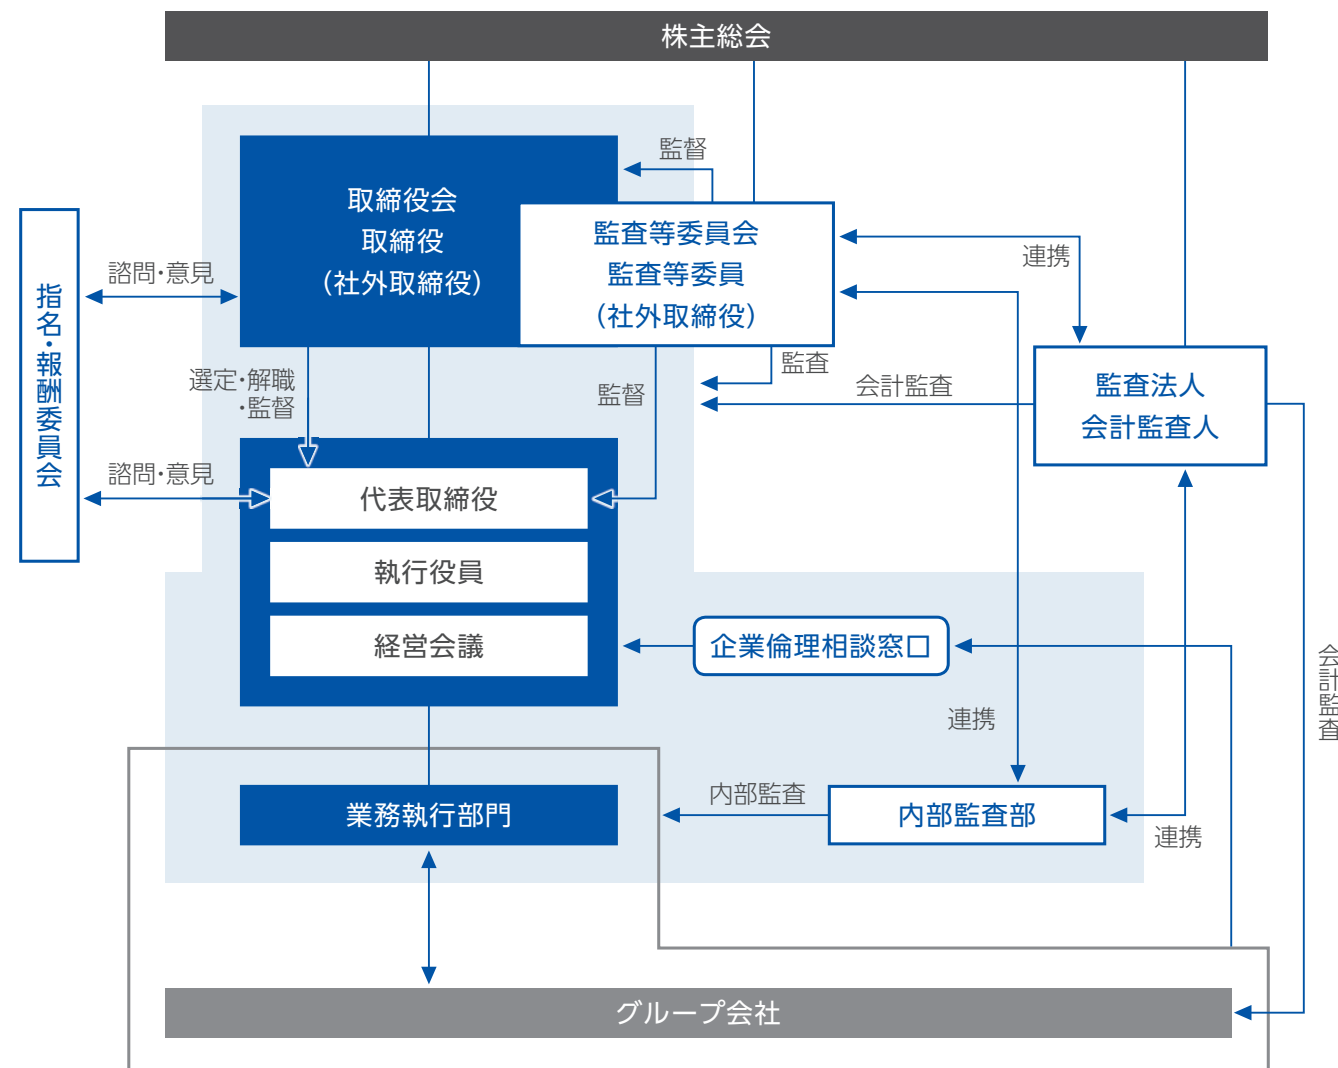 株主総会
監督
取締役会
取締役
（社外取締役）
監査等委員会
監査等委員
（社外取締役）
連携
諮問・意見
指名・報酬委員会
選定・解職
・監督
監督
監査
会計監査
監査法人
会計監査人
諮問・意見
代表取締役
執行役員
経営会議
企業倫理相談窓口
会計監査
連携
内部監査
業務執行部門
内部監査部
連携
グループ会社